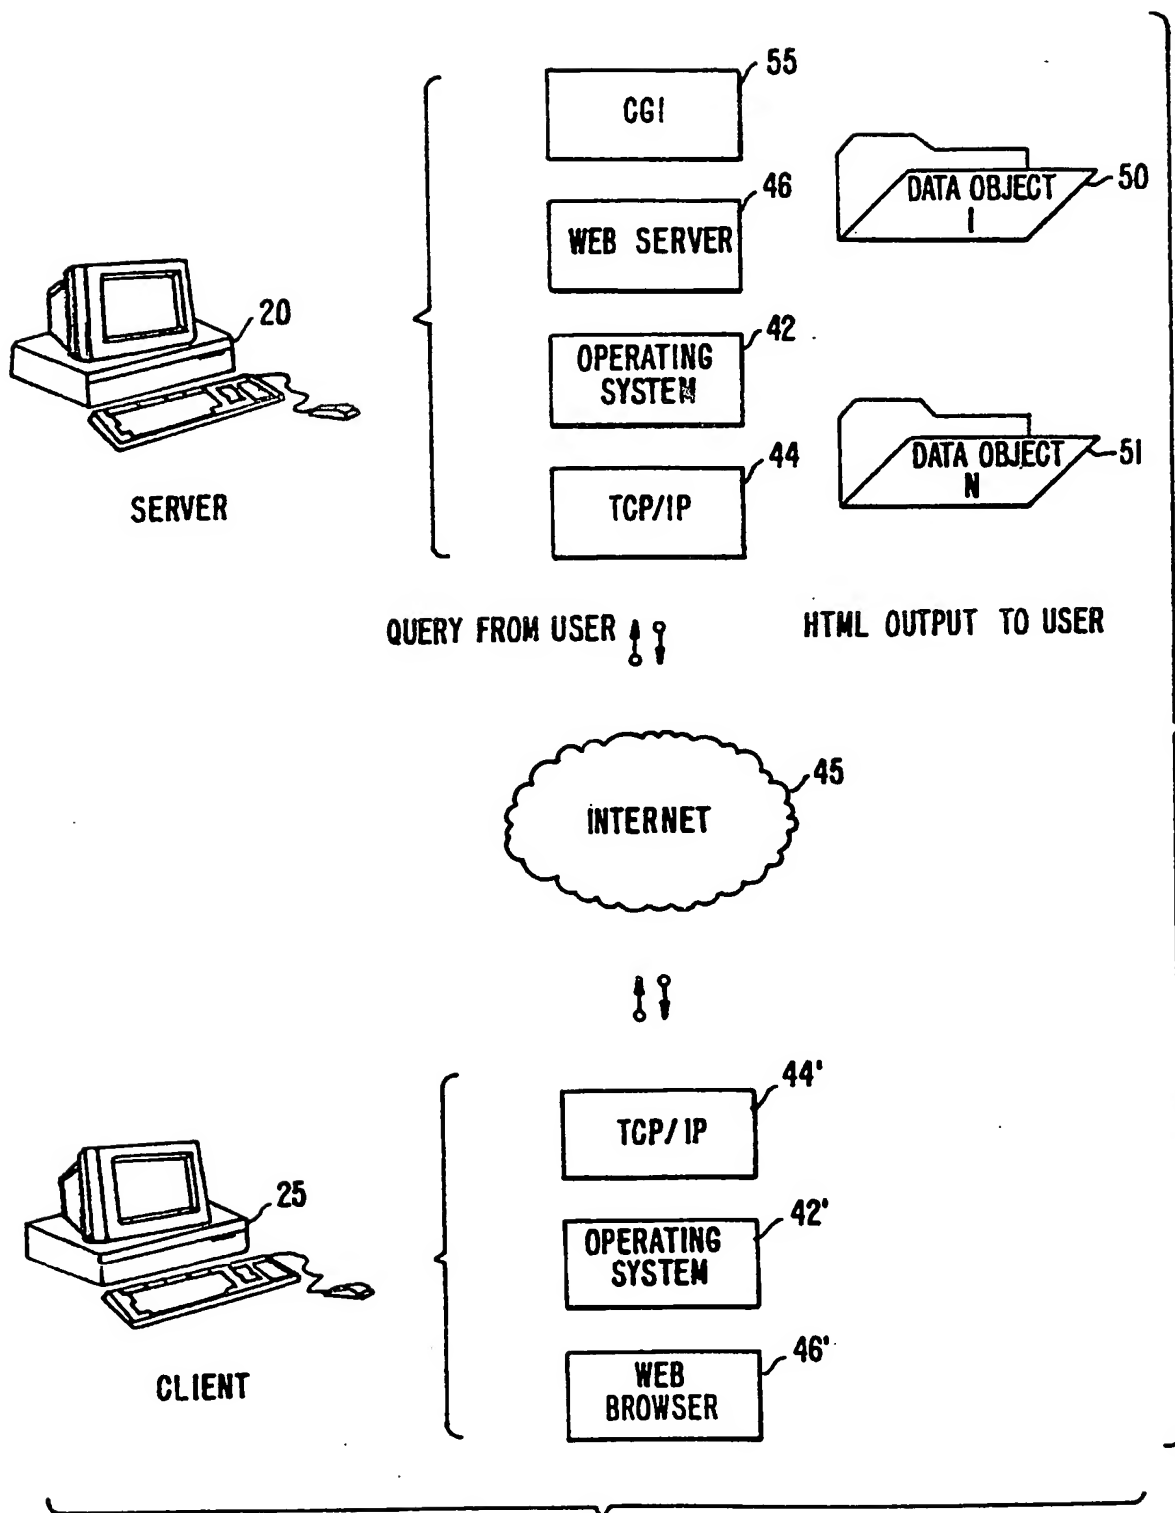 55
CGI
46
WEB SERVER
DATA OBJECT
1
50
20
42
OPERATING
SYSTEM
SERVER
44
TCP/IP
DATA OBJECT
N
51
QUERY FROM USER
HTML OUTPUT TO USER
45
INTERNET
44'
TCP/IP
25
42'
OPERATING
SYSTEM
CLIENT
46'
WEB
BROWSER